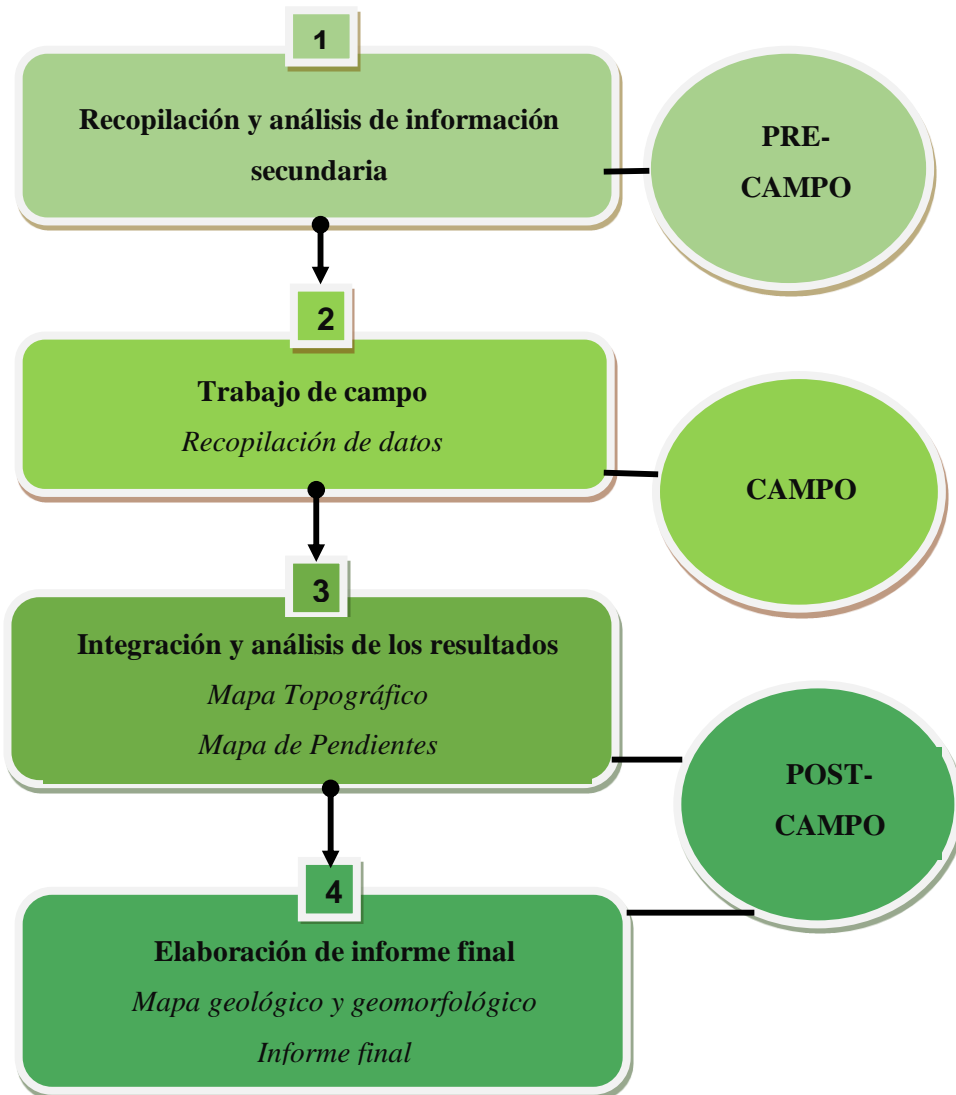 1
Recopilación y análisis de información
secundaria
PRE-
CAMPO
2
Trabajo de campo
Recopilación de datos
CAMPO
3
Integración y análisis de los resultados
Mapa Topográfico
Mapa de Pendientes
POST-
CAMPO
4
Elaboración de informe final
Mapa geológico y geomorfológico
Informe final